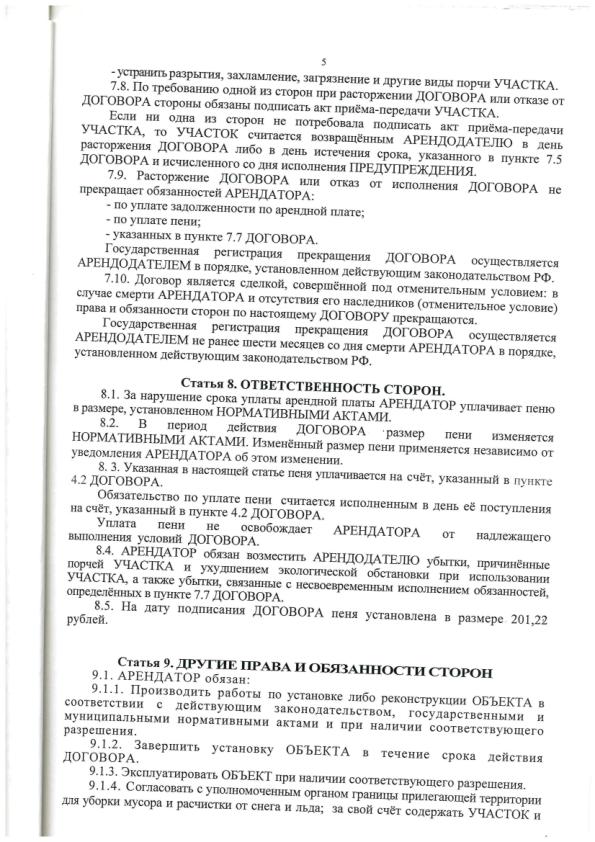 5
- устранить разрытия, захламление, загрязнение и другие виды порчи УЧАСТКА.
7.8. По требованию одной из сторон при расторжении ДОГОВОРА или отказе от
ДОГОВОРА стороны обязаны подписать акт приёма-передачи УЧАСТКА.
Если ни одна из сторон не потребовала подписать акт приёма-передачи
УЧАСТКА, то УЧАСТОК считается возвращённым АРЕНДОДАТЕЛЮ в день
расторжения ДОГОВОРА либо в день истечения срока, указанного в пункте 7.5
ДОГОВОРА и исчисленного со дня исполнения ПРЕДУПРЕЖДЕНИЯ.
7.9. Расторжение ДОГОВОРА или отказ от исполнения ДОГОВОРА не
прекращает обязанностей АРЕНДАТОРА:
- по уплате задолженности по арендной плате;
- по уплате пени;
- указанных в пункте 7.7 ДОГОВОРА.
Государственная регистрация прекращения ДОГОВОРА осуществляется
АРЕНДОДАТЕЛЕМ в порядке, установленном действующим законодательством РФ.
7.10. Договор является сделкой, совершённой под отменительным условием: в
случае смерти АРЕНДАТОРА и отсутствия его наследников (отменительное условие)
права и обязанности сторон по настоящему ДОГОВОРУ прекращаются.
Государственная регистрация прекращения ДОГОВОРА осуществляется
АРЕНДОДАТЕЛЕМ не ранее шести месяцев со дня смерти АРЕНДАТОРА в порядке,
установленном действующим законодательством РФ.
Статья 8. ОТВЕТСТВЕННОСТЬ СТОРОН.
8.1. За нарушение срока уплаты арендной платы АРЕНДАТОР уплачивает пеню
в размере, установленном НОРМАТИВНЫМИ АКТАМИ.
8.2. В период действия ДОГОВОРА размер пени изменяется
НОРМАТИВНЫМИ АКТАМИ. Изменённый размер пени применяется независимо от
уведомления АРЕНДАТОРА об этом изменении.
8. 3. Указанная в настоящей статье пеня уплачивается на счёт, указанный в пункте
4.2 ДОГОВОРА.
Обязательство по уплате пени считается исполненным в день её поступления
на счёт, указанный в пункте 4.2 ДОГОВОРА.
Уплата пени не освобождает АРЕНДАТОРА от надлежащего
выполнения условий ДОГОВОРА.
8.4. АРЕНДАТОР обязан возместить АРЕНДОДАТЕЛЮ убытки, причинённые
порчей УЧАСТКА и ухудшением экологической обстановки при использовании
УЧАСТКА, а также убытки, связанные с несвоевременным исполнением обязанностей,
определённых в пункте 7.7 ДОГОВОРА.
8.5. На дату подписания ДОГОВОРА пеня установлена в размере 201,22
рублей.
Статья 9. ДРУГИЕ ПРАВА И ОБЯЗАННОСТИ СТОРОН
9.1. АРЕНДАТОР обязан:
9.1.1. Производить работы по установке либо реконструкции ОБЪЕКТА в
соответствии с действующим законодательством, государственными и
муниципальными нормативными актами и при наличии соответствующего
разрешения.
9.1.2. Завершить установку ОБЪЕКТА в течение срока действия
ДОГОВОРА.
9.1.3. Эксплуатировать ОБЪЕКТ при наличии соответствующего разрешения.
9.1.4. Согласовать с уполномоченным органом границы прилегающей территории
для уборки мусора и расчистки от снега и льда; за свой счёт содержать УЧАСТОК и